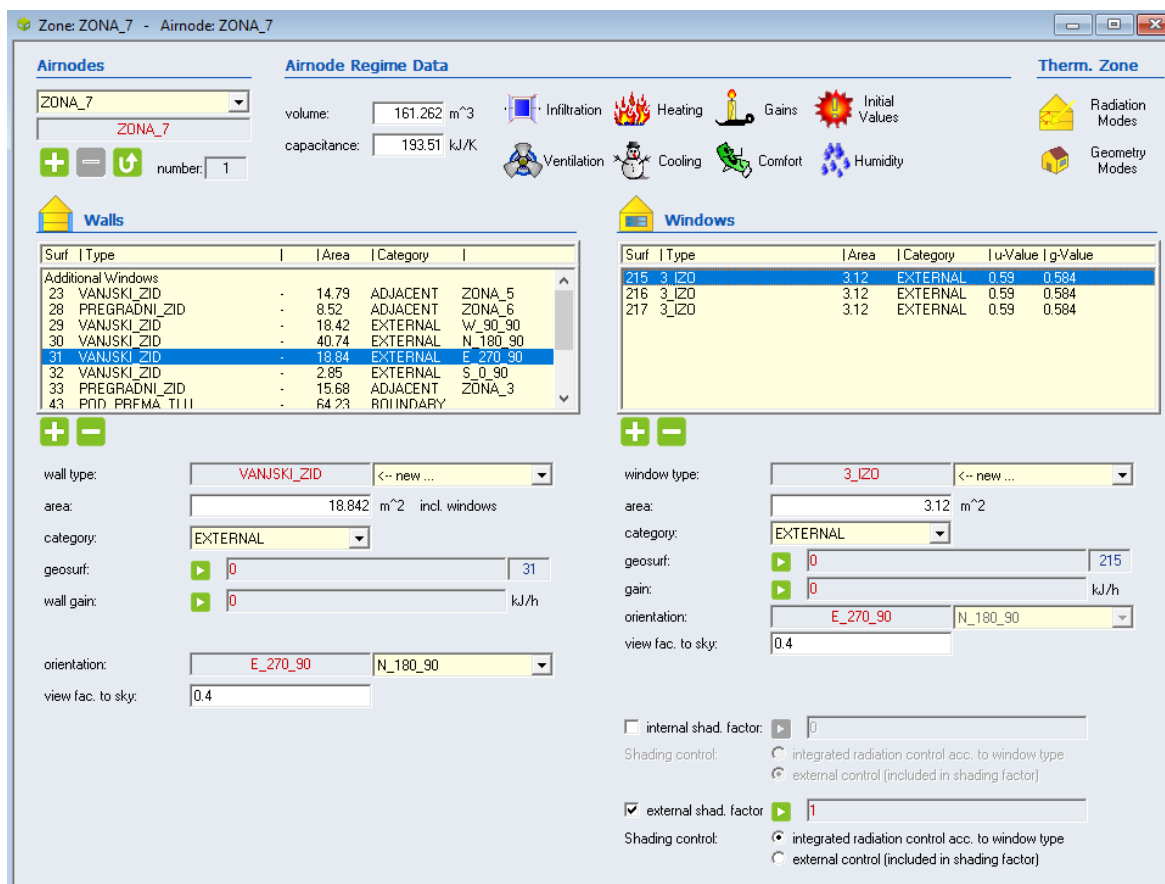 Zone: ZONA_7 - Airnode: ZONA_7
Airnodes
Airnode Regime Data
Therm. Zone
ZONA_7
ZONA_7
number: 1
volume: 161.262 m^3
capacitance: 193.51 kJ/K
Infiltration Heating Gains Initial Values
Ventilation Cooling Comfort Humidity
Radiation Modes
Geometry Modes
Walls
Surf | Type | | Area | Category |
Additional Windows
23 VANJSKI_ZID - 14.79 ADJACENT ZONA_5
28 PREGRADNI_ZID - 8.52 ADJACENT ZONA_6
29 VANJSKI_ZID - 18.42 EXTERNAL W_90_90
30 VANJSKI_ZID - 40.74 EXTERNAL N_180_90
31 VANJSKI_ZID - 18.84 EXTERNAL E_270_90
32 VANJSKI_ZID - 2.85 EXTERNAL S_0_90
33 PREGRADNI_ZID - 15.68 ADJACENT ZONA_3
43 POD_PREMA_TLU - 64.23 BOUNDARY
wall type: VANJSKI_ZID <-- new ...
area: 18.842 m^2 incl. windows
category: EXTERNAL
geosurf: 0 31
wall gain: 0 kJ/h
orientation: E_270_90 N_180_90
view fac. to sky: 0.4
Windows
Surf | Type | Area | Category | u-Value | g-Value
215 3_IZO 3.12 EXTERNAL 0.59 0.584
216 3_IZO 3.12 EXTERNAL 0.59 0.584
217 3_IZO 3.12 EXTERNAL 0.59 0.584
window type: 3_IZO <-- new ...
area: 3.12 m^2
category: EXTERNAL
geosurf: 0 215
gain: 0 kJ/h
orientation: E_270_90 N_180_90
view fac. to sky: 0.4
internal shad. factor: 0
Shading control: integrated radiation control acc. to window type
external control (included in shading factor)
external shad. factor 1
Shading control: integrated radiation control acc. to window type
external control (included in shading factor)